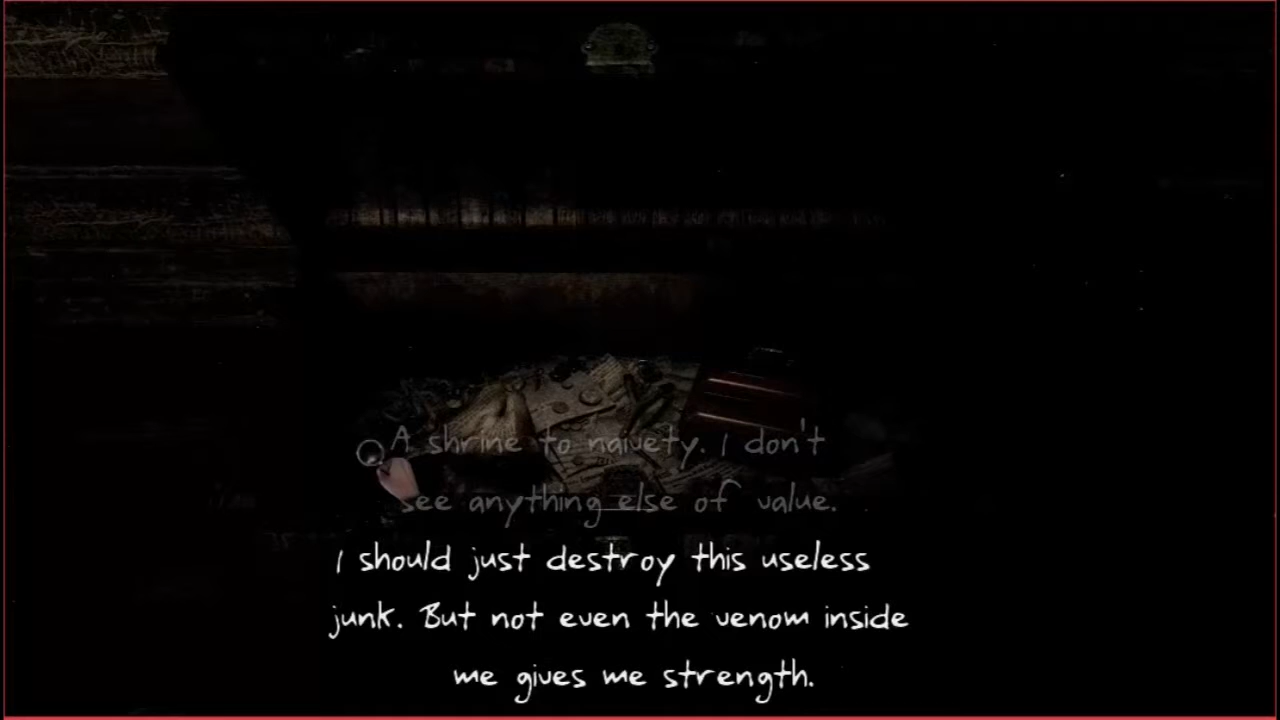 A shrine to naivety. I don't
see anything else of value.
I should just destroy this useless
junk. But not even the venom inside
me gives me strength.